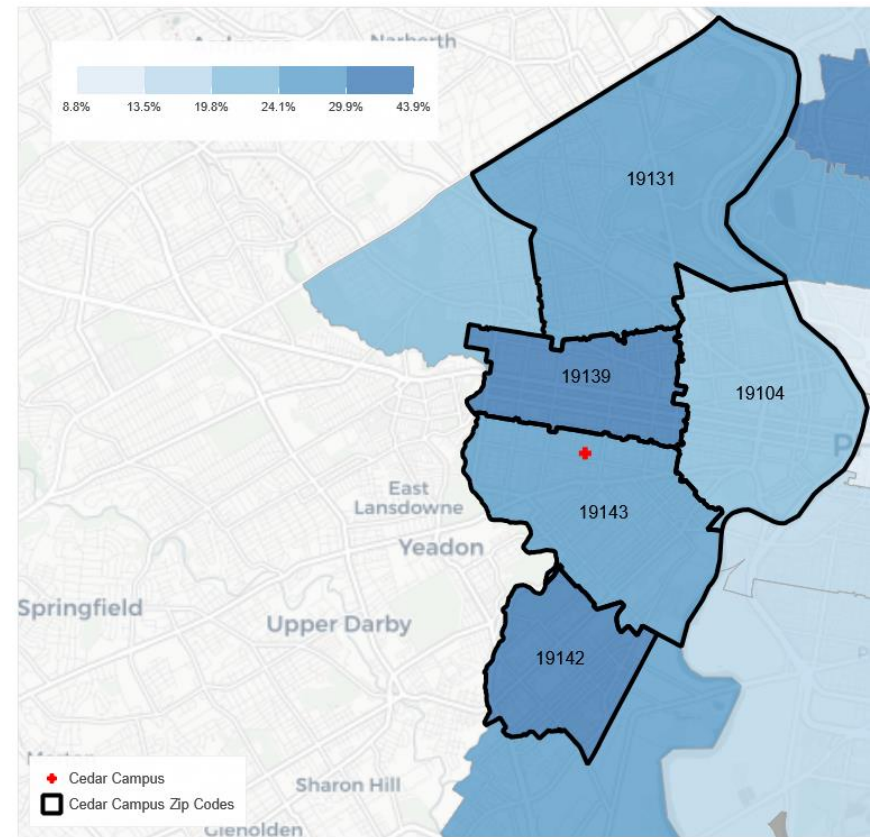 Narberth
8.8% 13.5% 19.8% 24.1% 29.9% 43.9%
19131
19139
19104
East
Lansdowne
19143
Yeadon
Springfield
Upper Darby
19142
Cedar Campus
Sharon Hill
Cedar Campus Zip Codes
Glenolden